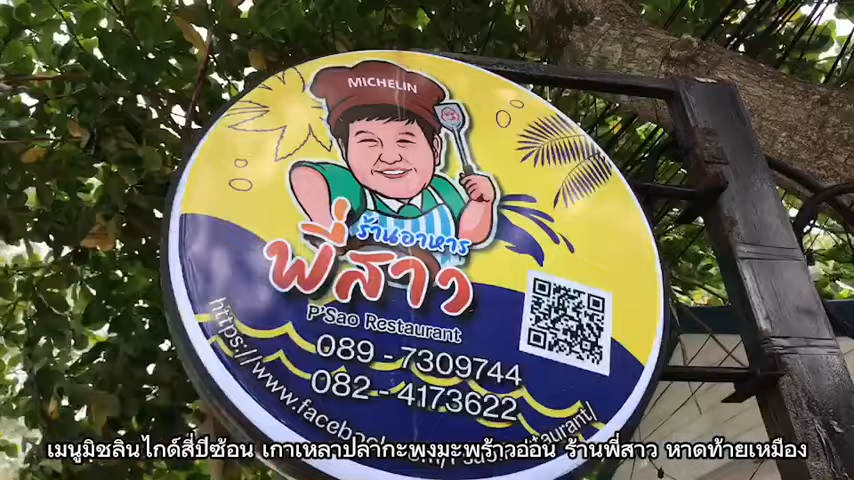 MICHELIN
ร้านอาหาร
พี่สาว
P'Sao Restaurant
089 - 7309744
082 - 4173622
https://www.facebook
เมนูมิชลินไกด์สี่ปีซ้อน เกาเหลาปลากะพงมะพร้าวอ่อน ร้านพี่สาว หาดท้ายเหมือง